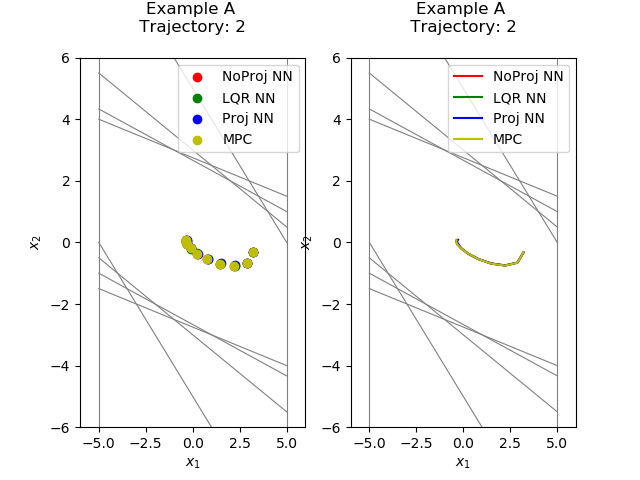 Example A
Trajectory: 2
6
4
2
0
−2
−4
−6
x2
−5.0
−2.5
0.0
2.5
5.0
x1
NoProj NN
LQR NN
Proj NN
MPC
Example A
Trajectory: 2
6
4
2
0
−2
−4
−6
x2
−5.0
−2.5
0.0
2.5
5.0
x1
NoProj NN
LQR NN
Proj NN
MPC